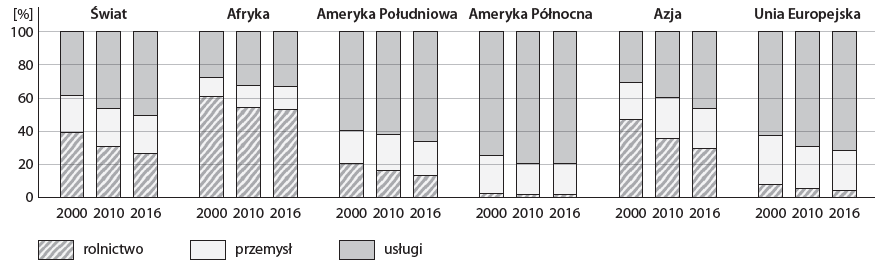 [%] Świat Afryka Ameryka Południowa Ameryka Północna Azja Unia Europejska
100
80
60
40
20
0
2000 2010 2016 2000 2010 2016 2000 2010 2016 2000 2010 2016 2000 2010 2016 2000 2010 2016
rolnictwo przemysł usługi